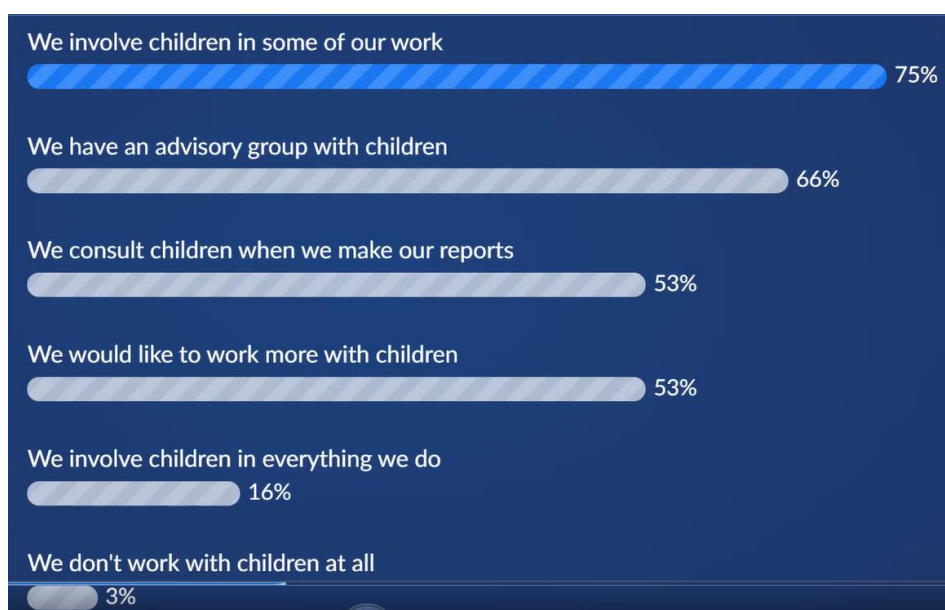 We involve children in some of our work
75%
We have an advisory group with children
66%
We consult children when we make our reports
53%
We would like to work more with children
53%
We involve children in everything we do
16%
We don't work with children at all
3%